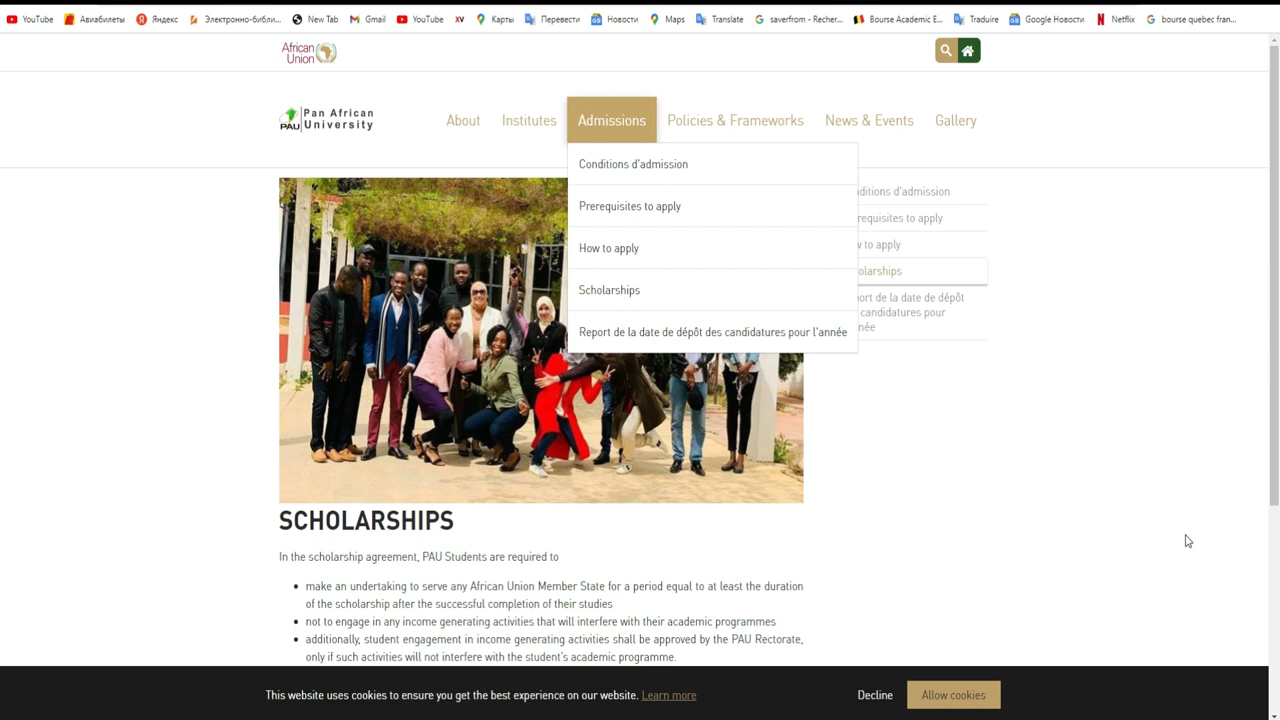 YouTube Авиабилеты Яндекс Электронно-библи... New Tab Gmail YouTube XV Карты Перевести Новости Maps Translate saverfrom - Recher... Bourse Academic E... Traduire Google Новости Netflix bourse quebec fran...
African
Union
Pan African
PAU University
About Institutes Admissions Policies & Frameworks News & Events Gallery
Conditions d'admission
Prerequisites to apply
How to apply
Scholarships
Report de la date de dépôt des candidatures pour l'année
ditions d'admission
requisites to apply
v to apply
olarships
ort de la date de dépôt
candidatures pour
née
SCHOLARSHIPS
In the scholarship agreement, PAU Students are required to
make an undertaking to serve any African Union Member State for a period equal to at least the duration
of the scholarship after the successful completion of their studies
not to engage in any income generating activities that will interfere with their academic programmes
additionally, student engagement in income generating activities shall be approved by the PAU Rectorate,
only if such activities will not interfere with the student's academic programme.
This website uses cookies to ensure you get the best experience on our website. Learn more Decline Allow cookies